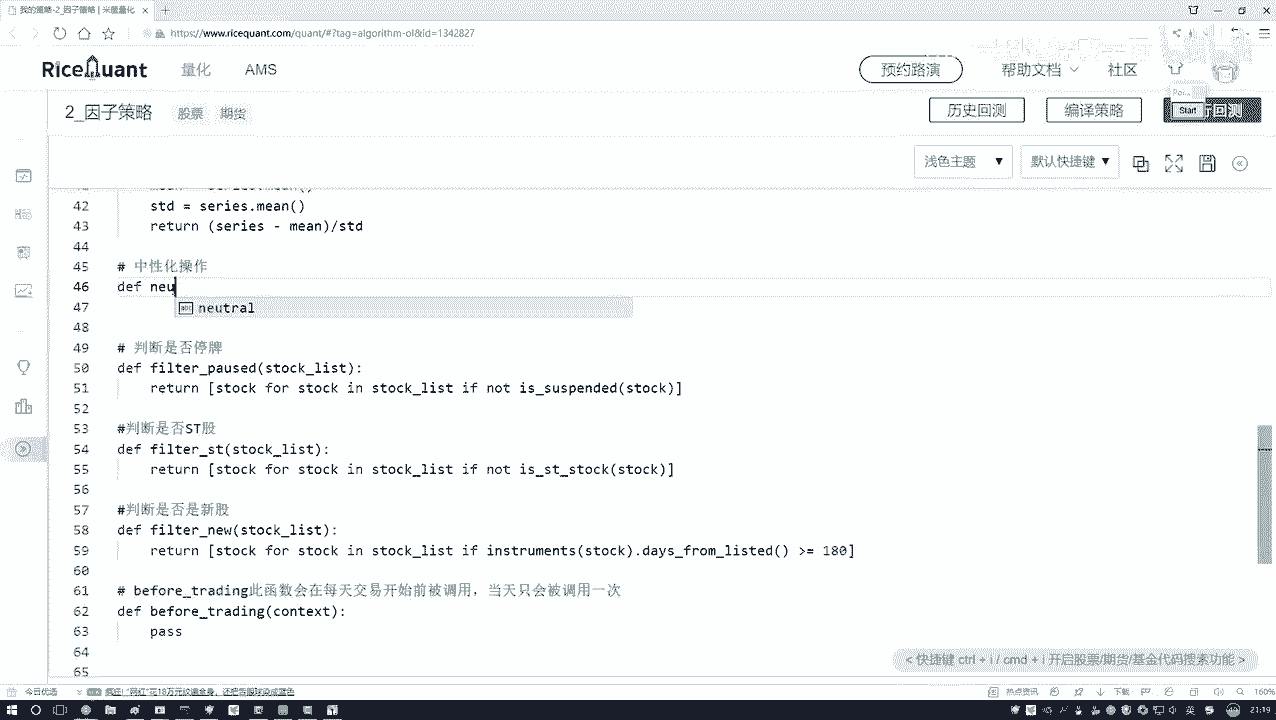 我的策略-2_因子策略 | 米筐量化
https://www.ricequant.com/quant/#?tag=algorithm-ol&id=1342827
RiceQuant 量化 AMS 预约路演 帮助文档 社区
2_因子策略 股票 期货 历史回测 编译策略 回测
Start
浅色主题 ▼ 默认快捷键 ▼
42 std = series.mean()
43 return (series - mean)/std
44
45 # 中性化操作
46 def neu
47 neutral
48
49 # 判断是否停牌
50 def filter_paused(stock_list):
51 return [stock for stock in stock_list if not is_suspended(stock)]
52
53 #判断是否ST股
54 def filter_st(stock_list):
55 return [stock for stock in stock_list if not is_st_stock(stock)]
56
57 #判断是否是新股
58 def filter_new(stock_list):
59 return [stock for stock in stock_list if instruments(stock).days_from_listed() >= 180]
60
61 # before_trading此函数会在每天交易开始前被调用，当天只会被调用一次
62 def before_trading(context):
63 pass
64
65
< 快捷键 ctrl + i / cmd + i 开启股票/期货/基金代码搜索功能 >
今日优选 热点资讯 下载 160%
英 21:19